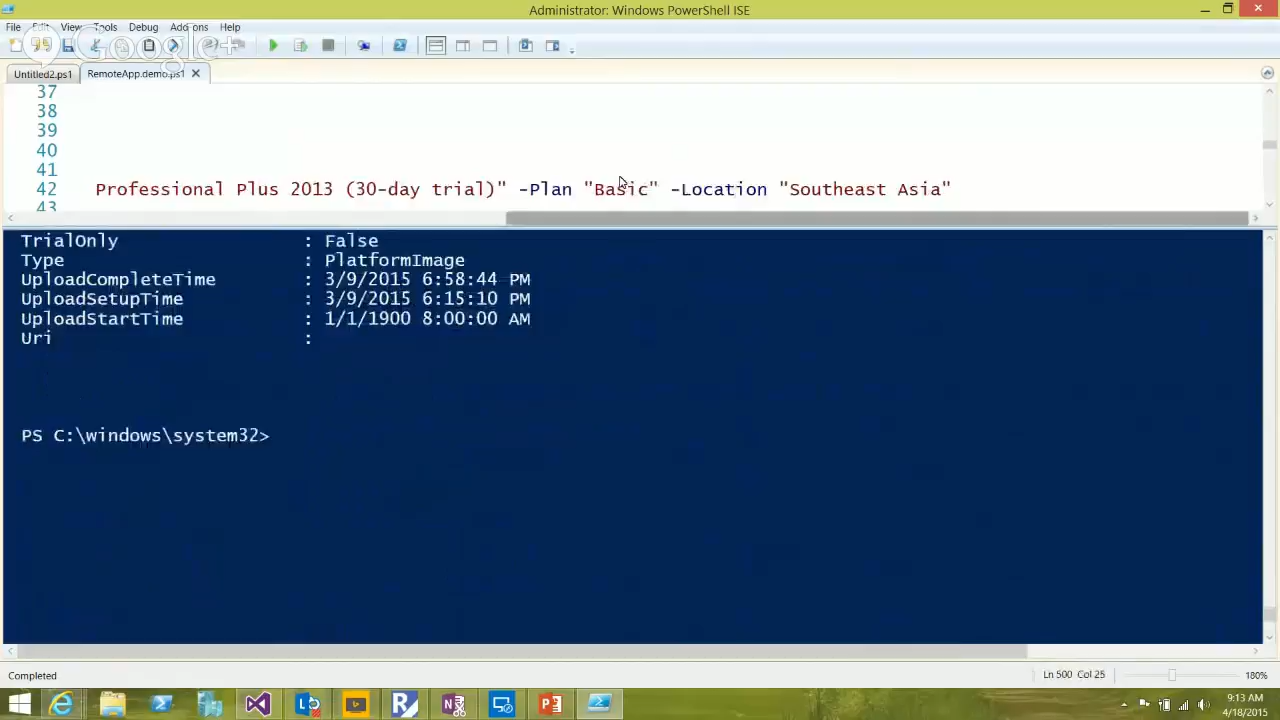 Administrator: Windows PowerShell ISE
File Edit View Tools Debug Add-ons Help
Google+
Untitled2.ps1 RemoteApp.demo.ps1
37
38
39
40
41
42 Professional Plus 2013 (30-day trial)" -Plan "Basic" -Location "Southeast Asia"
43
TrialOnly : False
Type : PlatformImage
UploadCompleteTime : 3/9/2015 6:58:44 PM
UploadSetupTime : 3/9/2015 6:15:10 PM
UploadStartTime : 1/1/1900 8:00:00 AM
Uri :
PS C:\windows\system32>
Completed Ln 500 Col 25 180%
9:13 AM
4/18/2015